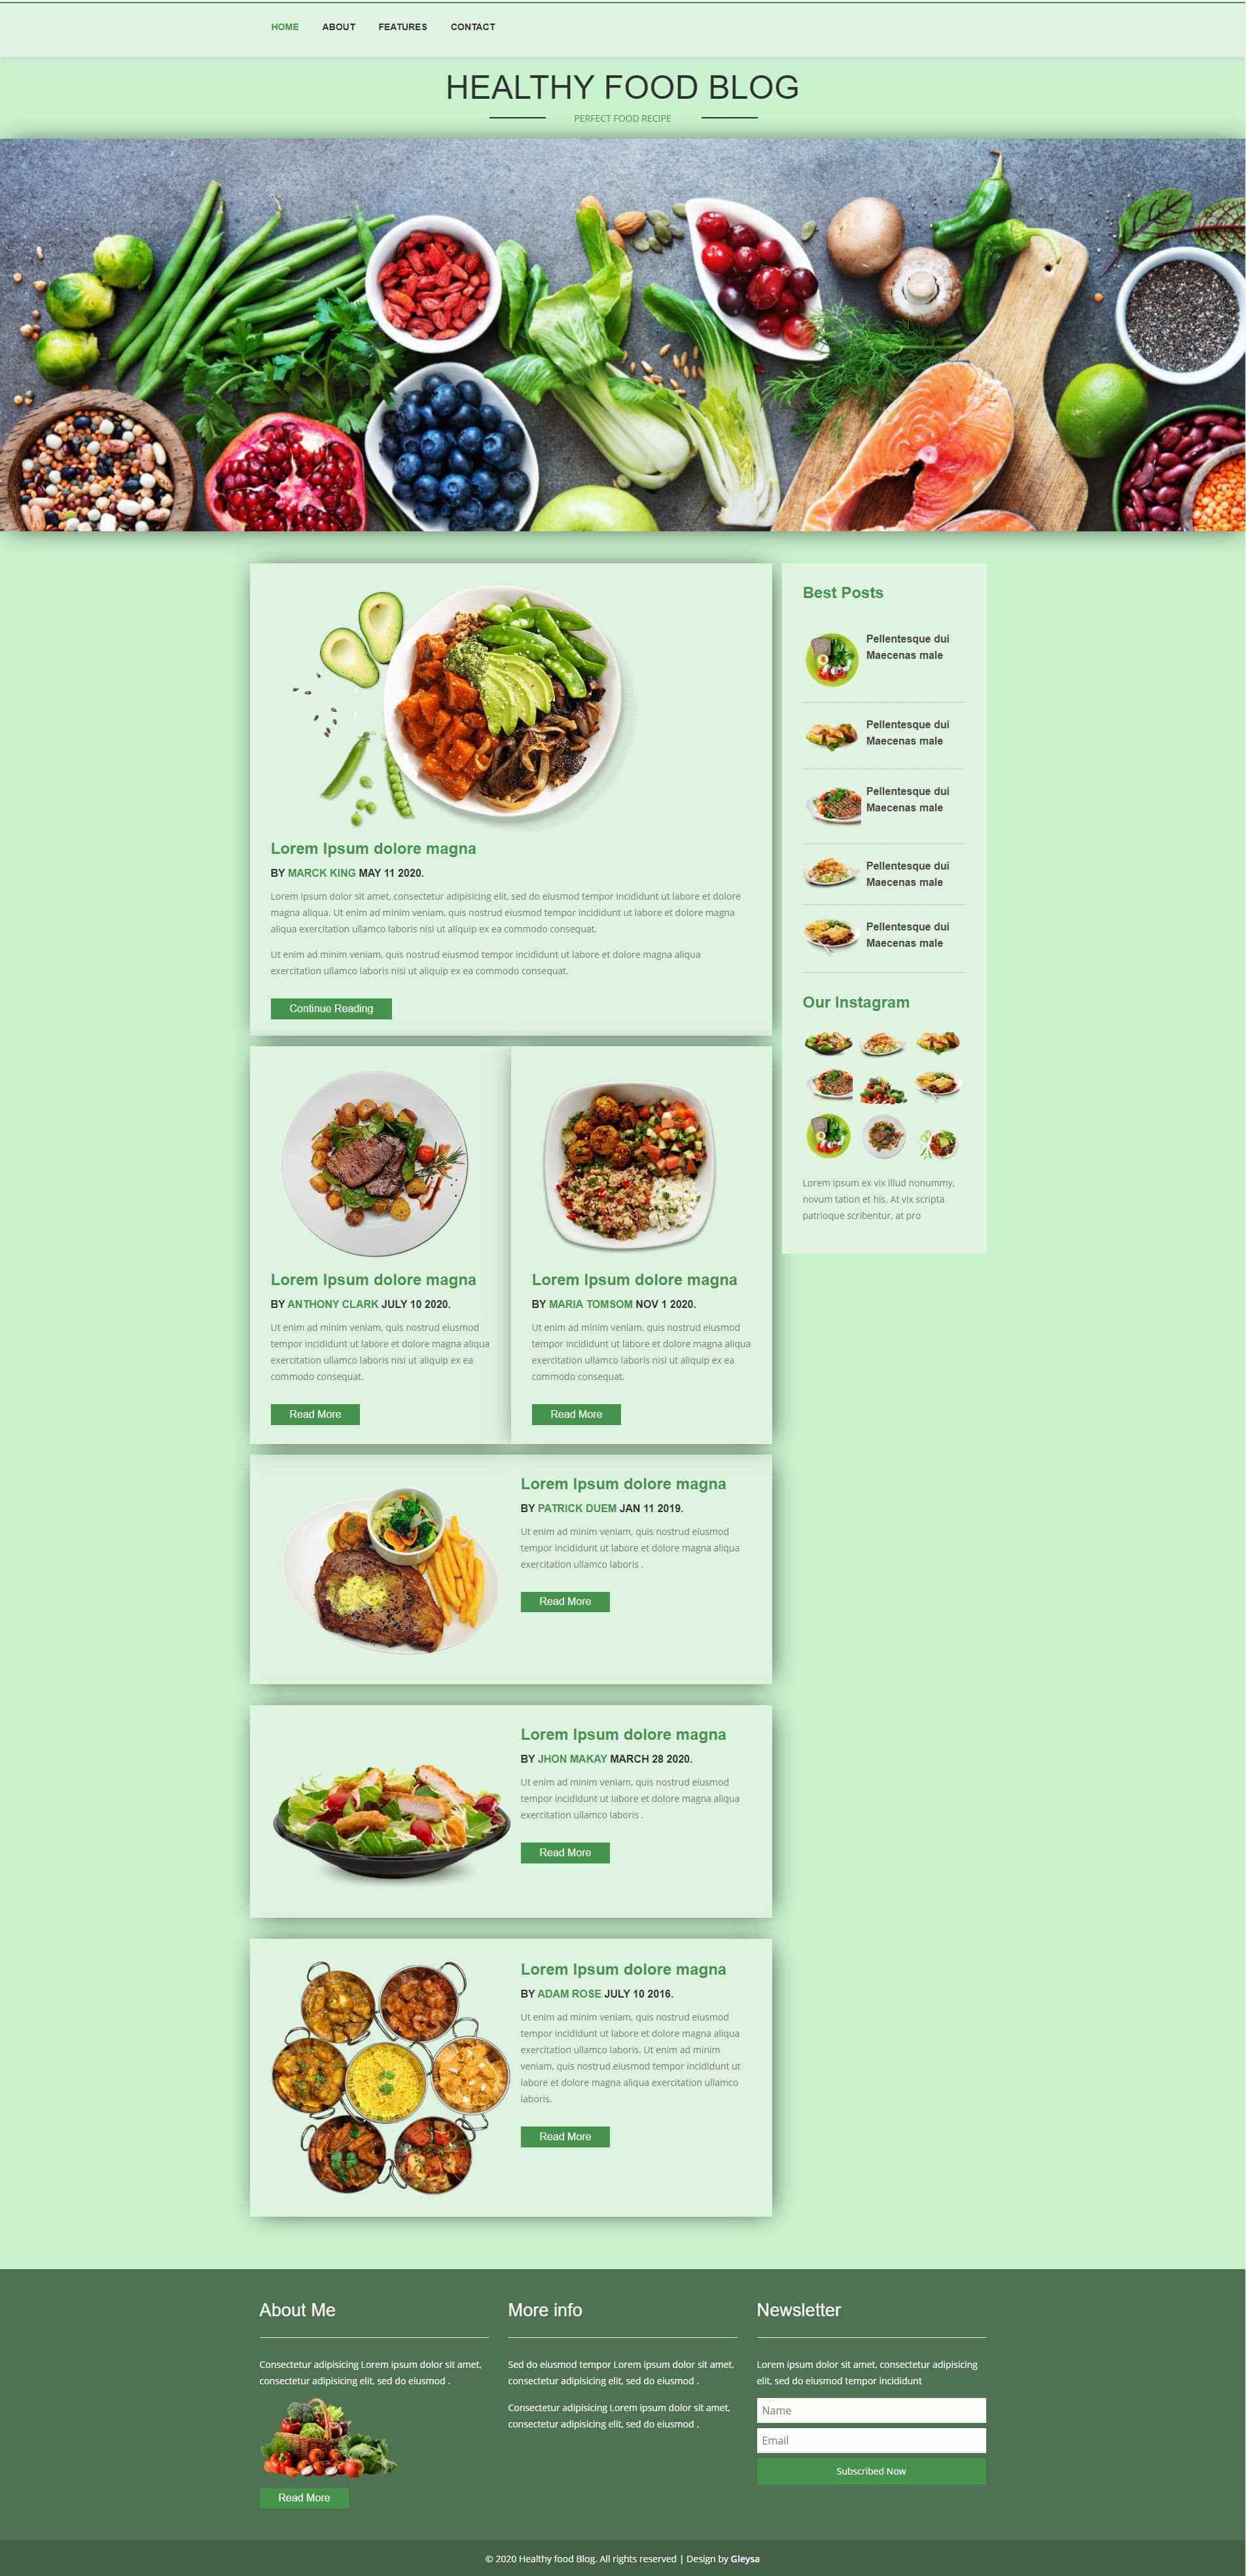 HOME ABOUT FEATURES CONTACT
HEALTHY FOOD BLOG
PERFECT FOOD RECIPE
Lorem Ipsum dolore magna
BY MARCK KING MAY 11 2020.
Lorem ipsum dolor sit amet, consectetur adipisicing elit, sed do eiusmod tempor incididunt ut labore et dolore
magna aliqua. Ut enim ad minim veniam, quis nostrud eiusmod tempor incididunt ut labore et dolore magna
aliqua exercitation ullamco laboris nisi ut aliquip ex ea commodo consequat.
Ut enim ad minim veniam, quis nostrud eiusmod tempor incididunt ut labore et dolore magna aliqua
exercitation ullamco laboris nisi ut aliquip ex ea commodo consequat.
Continue Reading
Lorem Ipsum dolore magna
BY ANTHONY CLARK JULY 10 2020.
Ut enim ad minim veniam, quis nostrud eiusmod
tempor incididunt ut labore et dolore magna aliqua
exercitation ullamco laboris nisi ut aliquip ex ea
commodo consequat.
Read More
Lorem Ipsum dolore magna
BY MARIA TOMSOM NOV 1 2020.
Ut enim ad minim veniam, quis nostrud eiusmod
tempor incididunt ut labore et dolore magna aliqua
exercitation ullamco laboris nisi ut aliquip ex ea
commodo consequat.
Read More
Lorem Ipsum dolore magna
BY PATRICK DUEM JAN 11 2019.
Ut enim ad minim veniam, quis nostrud eiusmod
tempor incididunt ut labore et dolore magna aliqua
exercitation ullamco laboris .
Read More
Lorem Ipsum dolore magna
BY JHON MAKAY MARCH 28 2020.
Ut enim ad minim veniam, quis nostrud eiusmod
tempor incididunt ut labore et dolore magna aliqua
exercitation ullamco laboris .
Read More
Lorem Ipsum dolore magna
BY ADAM ROSE JULY 10 2016.
Ut enim ad minim veniam, quis nostrud eiusmod
tempor incididunt ut labore et dolore magna aliqua
exercitation ullamco laboris. Ut enim ad minim
veniam, quis nostrud eiusmod tempor incididunt ut
labore et dolore magna aliqua exercitation ullamco
laboris.
Read More
Best Posts
Pellentesque dui
Maecenas male
Pellentesque dui
Maecenas male
Pellentesque dui
Maecenas male
Pellentesque dui
Maecenas male
Pellentesque dui
Maecenas male
Our Instagram
Lorem ipsum ex vix illud nonummy,
novum tation et his. At vix scripta
patrioque scribentur, at pro
About Me
Consectetur adipisicing Lorem ipsum dolor sit amet,
consectetur adipisicing elit, sed do eiusmod .
Read More
More info
Sed do eiusmod tempor Lorem ipsum dolor sit amet,
consectetur adipisicing elit, sed do eiusmod .
Consectetur adipisicing Lorem ipsum dolor sit amet,
consectetur adipisicing elit, sed do eiusmod .
Newsletter
Lorem ipsum dolor sit amet, consectetur adipisicing
elit, sed do eiusmod tempor incididunt
Name
Email
Subscribed Now
© 2020 Healthy food Blog. All rights reserved | Design by Gleysa